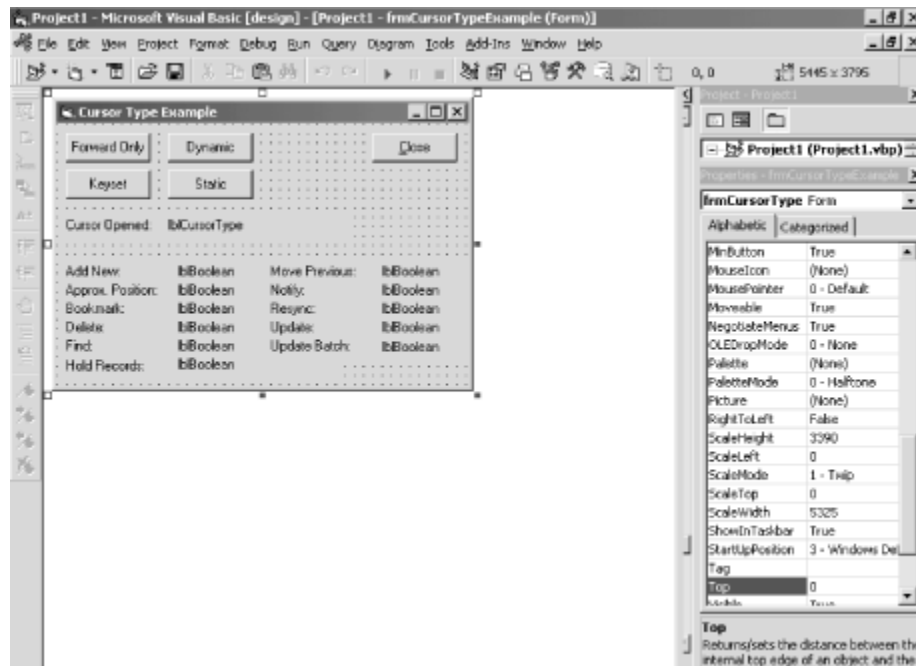 Project1 - Microsoft Visual Basic [design] - [Project1 - frmCursorTypeExample (Form)]
File Edit View Project Format Debug Run Query Diagram Tools Add-Ins Window Help
0, 0 5445 x 3795
Cursor Type Example
Forward Only Dynamic Close
Keyset Static
Cursor Opened: lblCursorType
Add New: lblBoolean Move Previous: lblBoolean
Approx. Position: lblBoolean Notify: lblBoolean
Bookmark: lblBoolean Resync: lblBoolean
Delete: lblBoolean Update: lblBoolean
Find: lblBoolean Update Batch: lblBoolean
Hold Records: lblBoolean
Project - Project1
Project1 (Project1.vbp)
Properties - frmCursorTypeExample
frmCursorType Form
Alphabetic Categorized
MinButton True
MouseIcon (None)
MousePointer 0 - Default
Moveable True
NegotiateMenus True
OLEDropMode 0 - None
Palette (None)
PaletteMode 0 - Halftone
Picture (None)
RightToLeft False
ScaleHeight 3390
ScaleLeft 0
ScaleMode 1 - Twip
ScaleTop 0
ScaleWidth 5325
ShowInTaskbar True
StartUpPosition 3 - Windows Def
Tag
Top 0
Visible True
Top
Returns/sets the distance between the
internal top edge of an object and the